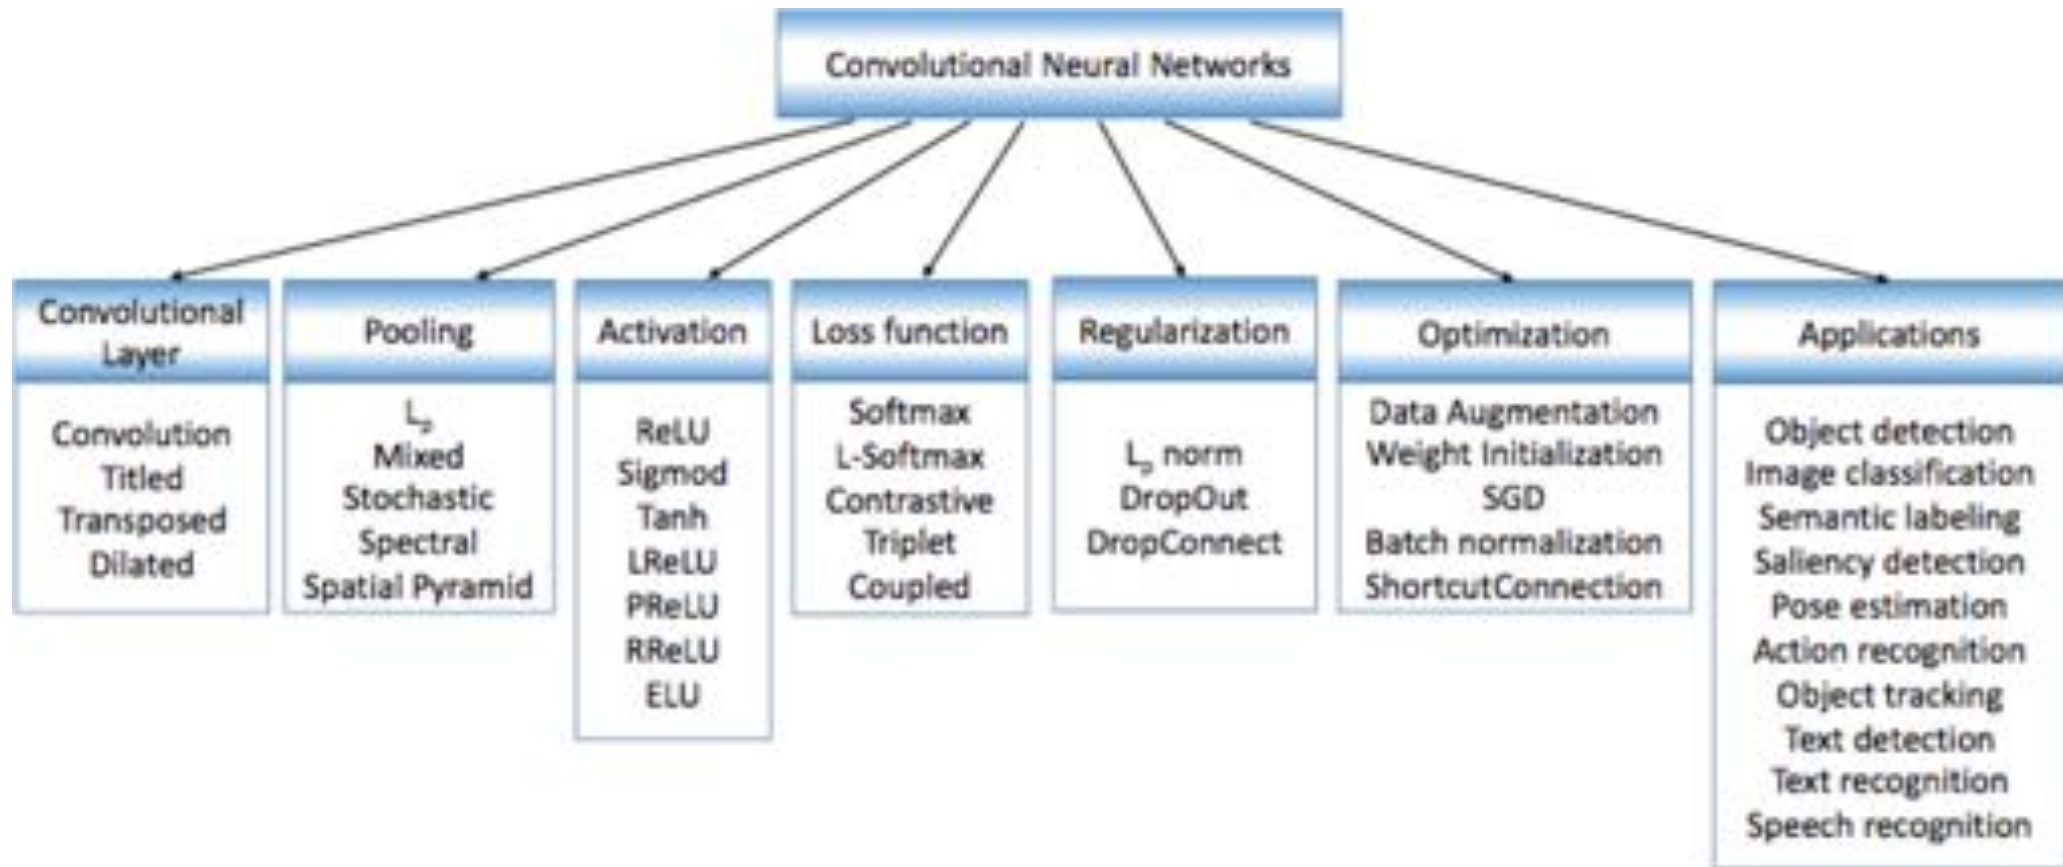 Convolutional Neural Networks
Convolutional
Layer
Convolution
Titled
Transposed
Dilated
Pooling
Lp
Mixed
Stochastic
Spectral
Spatial Pyramid
Activation
ReLU
Sigmod
Tanh
LReLU
PReLU
RReLU
ELU
Loss function
Softmax
L-Softmax
Contrastive
Triplet
Coupled
Regularization
Lp norm
DropOut
DropConnect
Optimization
Data Augmentation
Weight Initialization
SGD
Batch normalization
ShortcutConnection
Applications
Object detection
Image classification
Semantic labeling
Saliency detection
Pose estimation
Action recognition
Object tracking
Text detection
Text recognition
Speech recognition